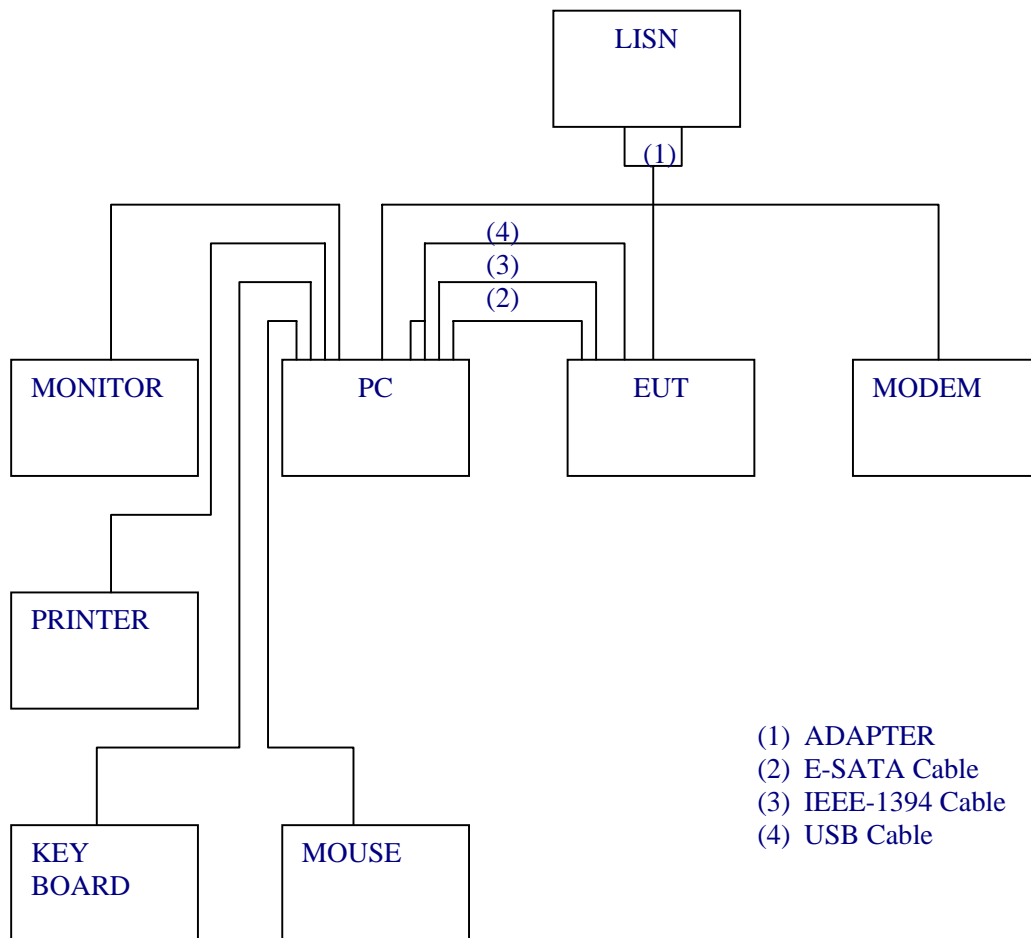 LISN
(1)
(4)
(3)
(2)
MONITOR
PC
EUT
MODEM
PRINTER
(1) ADAPTER
(2) E-SATA Cable
(3) IEEE-1394 Cable
(4) USB Cable
KEY
BOARD
MOUSE